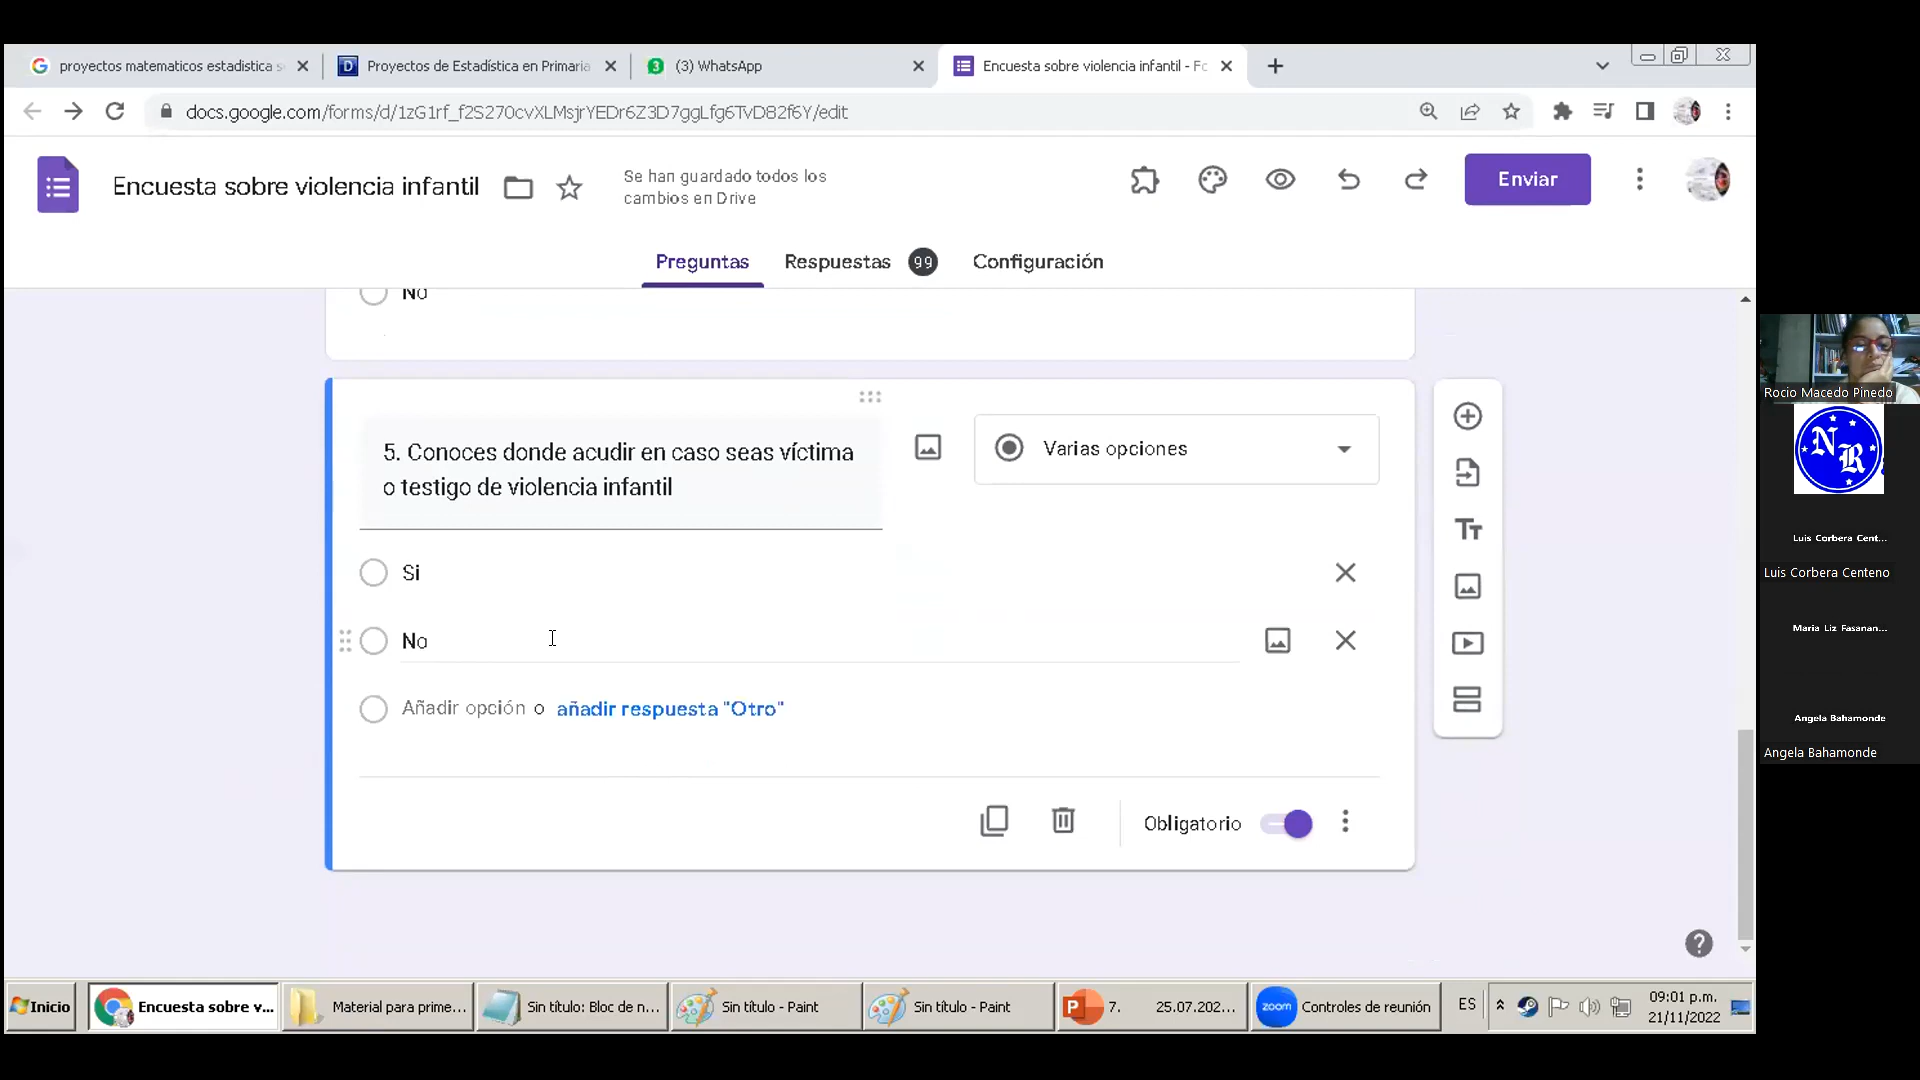 proyectos matematicos estadistica s
Proyectos de Estadística en Primaria
(3) WhatsApp
Encuesta sobre violencia infantil - Fo
docs.google.com/forms/d/1zG1rf_f2S270cvXLMsjrYEDr6Z3D7ggLfg6TvD82f6Y/edit
Encuesta sobre violencia infantil
Se han guardado todos los
cambios en Drive
Enviar
Preguntas
Respuestas
99
Configuración
No
5. Conoces donde acudir en caso seas víctima
o testigo de violencia infantil
Varias opciones
Si
No
Añadir opción o añadir respuesta "Otro"
Obligatorio
Rocio Macedo Pinedo
NR
Luis Corbera Cent...
Luis Corbera Centeno
Maria Liz Fasanan...
Angela Bahamonde
Angela Bahamonde
Inicio
Encuesta sobre v...
Material para prime...
Sin título: Bloc de n...
Sin título - Paint
Sin título - Paint
7. 25.07.202...
zoom
Controles de reunión
ES
09:01 p.m.
21/11/2022